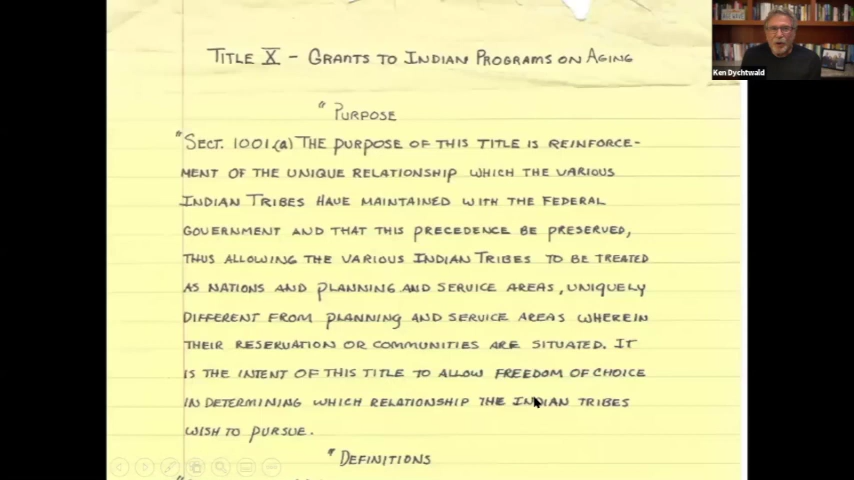 Title X – Grants to Indian Programs on Aging
Ken Dychtwald
" Purpose
"Sect. 1001.(a) The purpose of this title is reinforce-
ment of the unique relationship which the various
Indian Tribes have maintained with the federal
government and that this precedence be preserved,
thus allowing the various Indian Tribes to be treated
as nations and planning and service areas, uniquely
different from planning and service areas wherein
their reservation or communities are situated. It
is the intent of this title to allow freedom of choice
in determining which relationship the Indian tribes
wish to pursue.
" Definitions